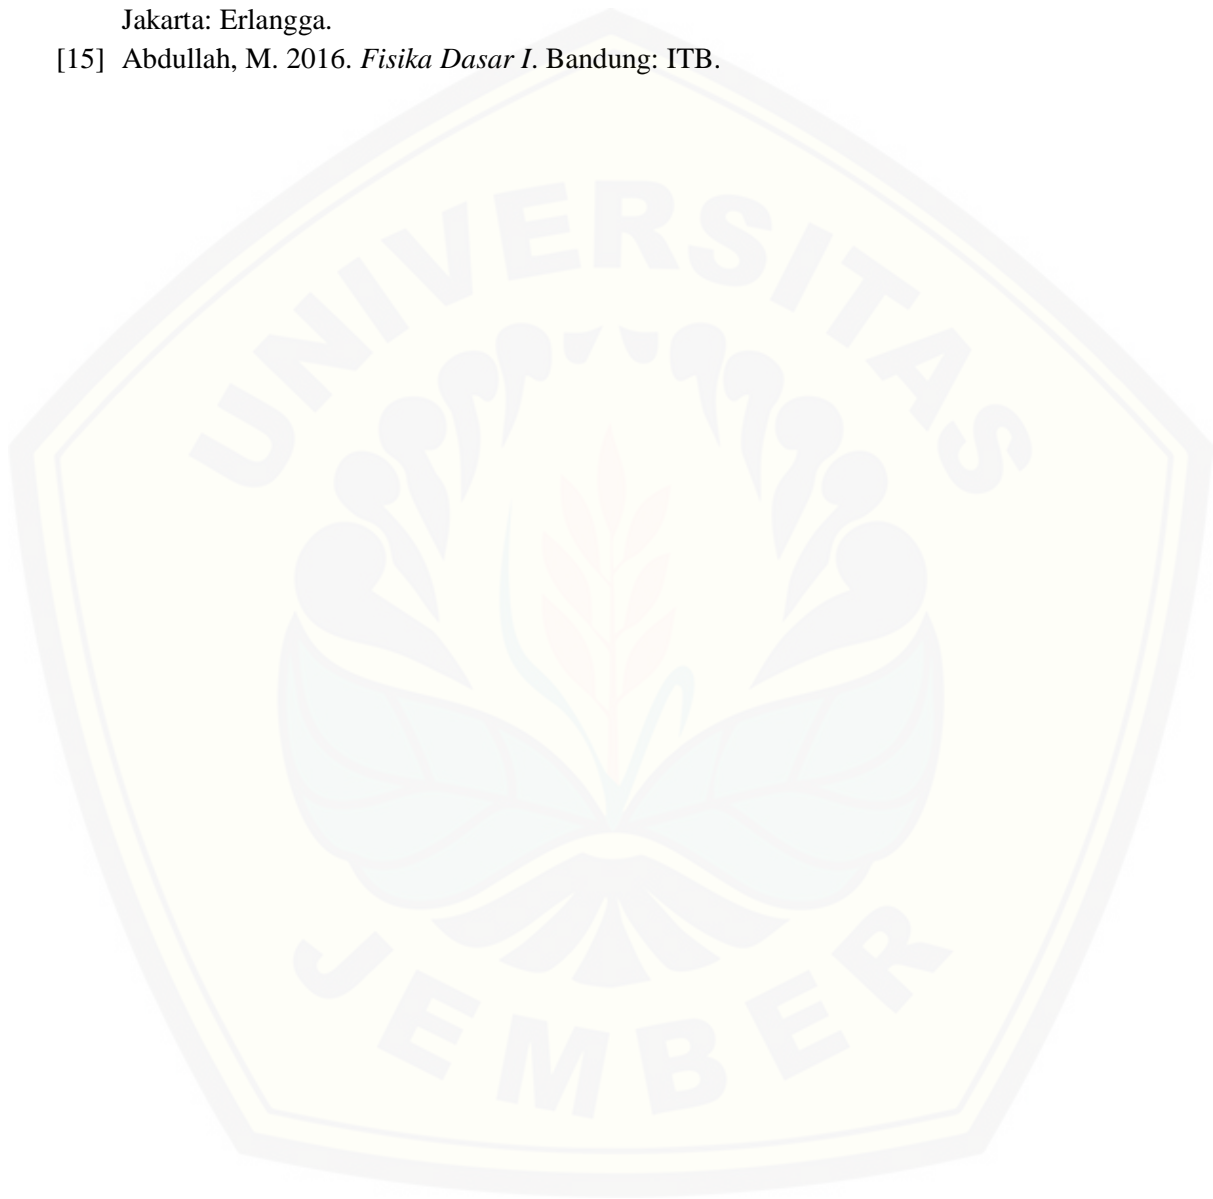 Jakarta: Erlangga.
[15] Abdullah, M. 2016. Fisika Dasar I. Bandung: ITB.
UNIVERSITAS
JEMBER